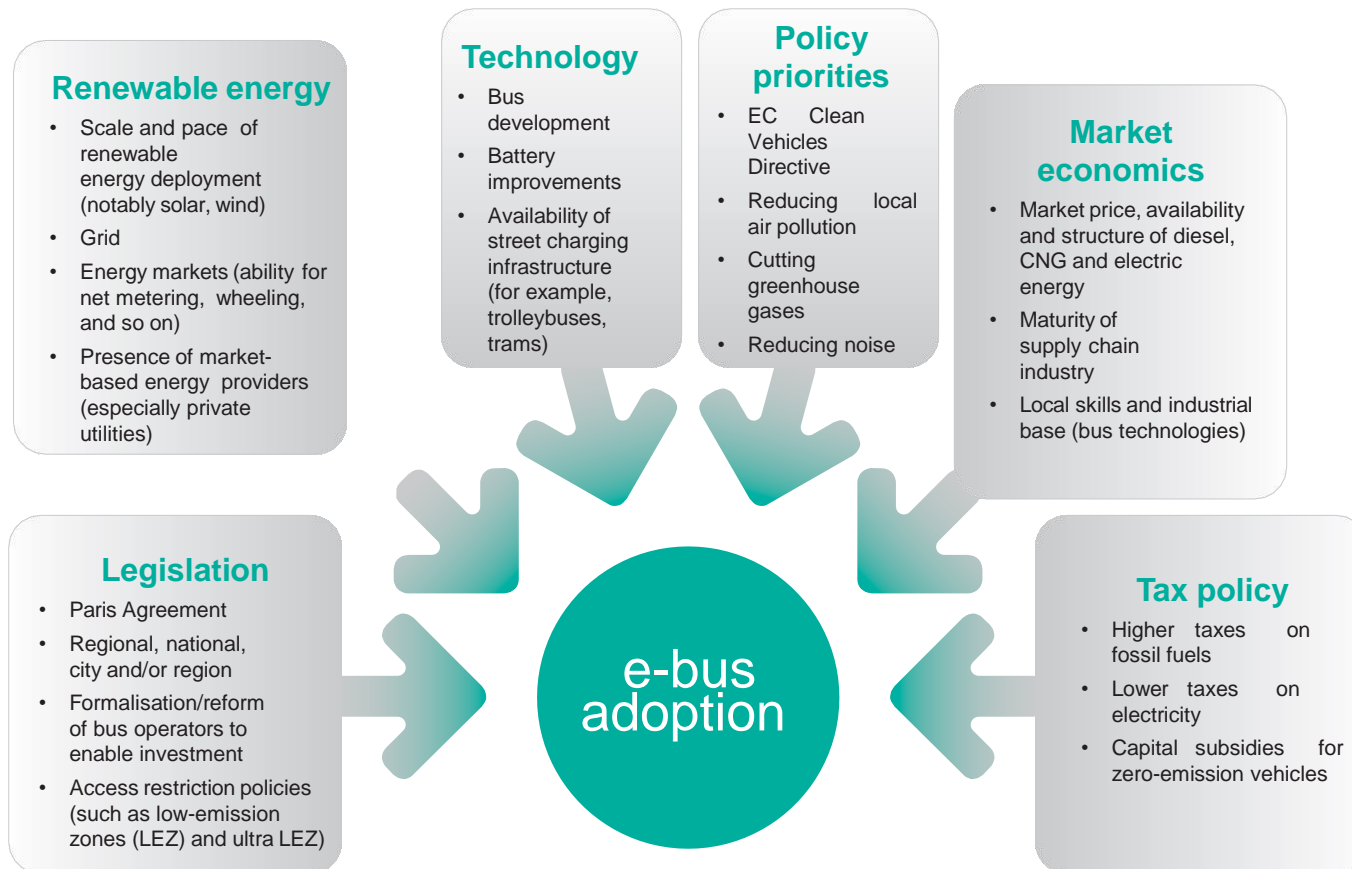 Renewable energy
• Scale and pace of
renewable
energy deployment
(notably solar, wind)
• Grid
• Energy markets (ability for
net metering, wheeling,
and so on)
• Presence of market-
based energy providers
(especially private
utilities)
Technology
• Bus
development
• Battery
improvements
• Availability of
street charging
infrastructure
(for example,
trolleybuses,
trams)
Policy
priorities
• EC Clean
Vehicles
Directive
• Reducing local
air pollution
• Cutting
greenhouse
gases
• Reducing noise
Market
economics
• Market price, availability
and structure of diesel,
CNG and electric
energy
• Maturity of
supply chain
industry
• Local skills and industrial
base (bus technologies)
Legislation
• Paris Agreement
• Regional, national,
city and/or region
• Formalisation/reform
of bus operators to
enable investment
• Access restriction policies
(such as low-emission
zones (LEZ) and ultra LEZ)
e-bus
adoption
Tax policy
• Higher taxes on
fossil fuels
• Lower taxes on
electricity
• Capital subsidies for
zero-emission vehicles